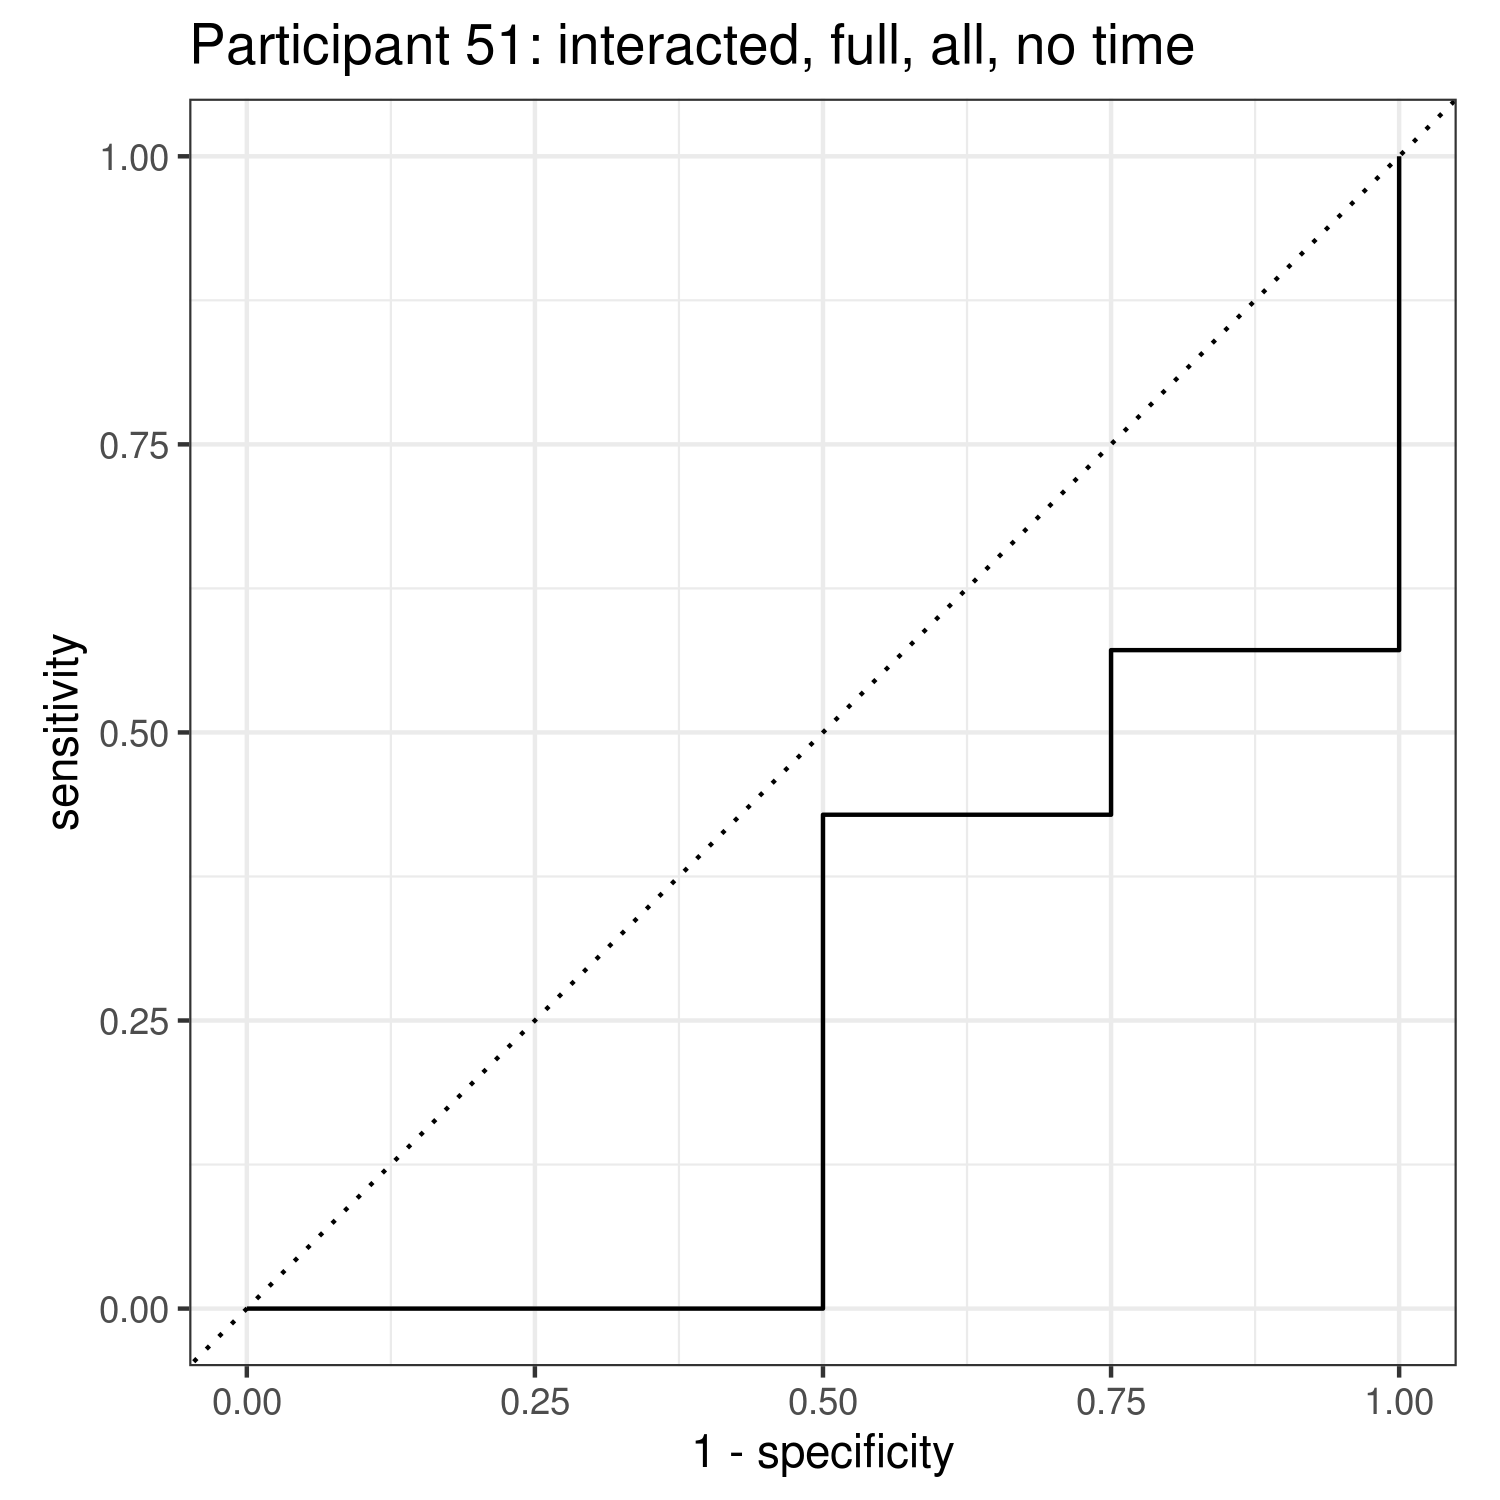 Participant 51: interacted, full, all, no time
1.00
0.75
0.50
0.25
0.00
sensitivity
0.00 0.25 0.50 0.75 1.00
1 - specificity